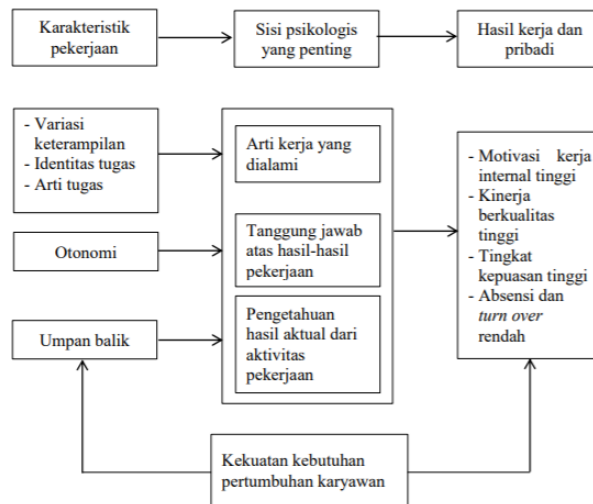 Karakteristik
pekerjaan
Sisi psikologis
yang penting
Hasil kerja dan
pribadi
- Variasi
keterampilan
- Identitas tugas
- Arti tugas
Arti kerja yang
dialami
- Motivasi kerja
internal tinggi
- Kinerja
berkualitas
tinggi
- Tingkat
kepuasan tinggi
- Absensi dan
turn over
rendah
Otonomi
Tanggung jawab
atas hasil-hasil
pekerjaan
Umpan balik
Pengetahuan
hasil aktual dari
aktivitas
pekerjaan
Kekuatan kebutuhan
pertumbuhan karyawan